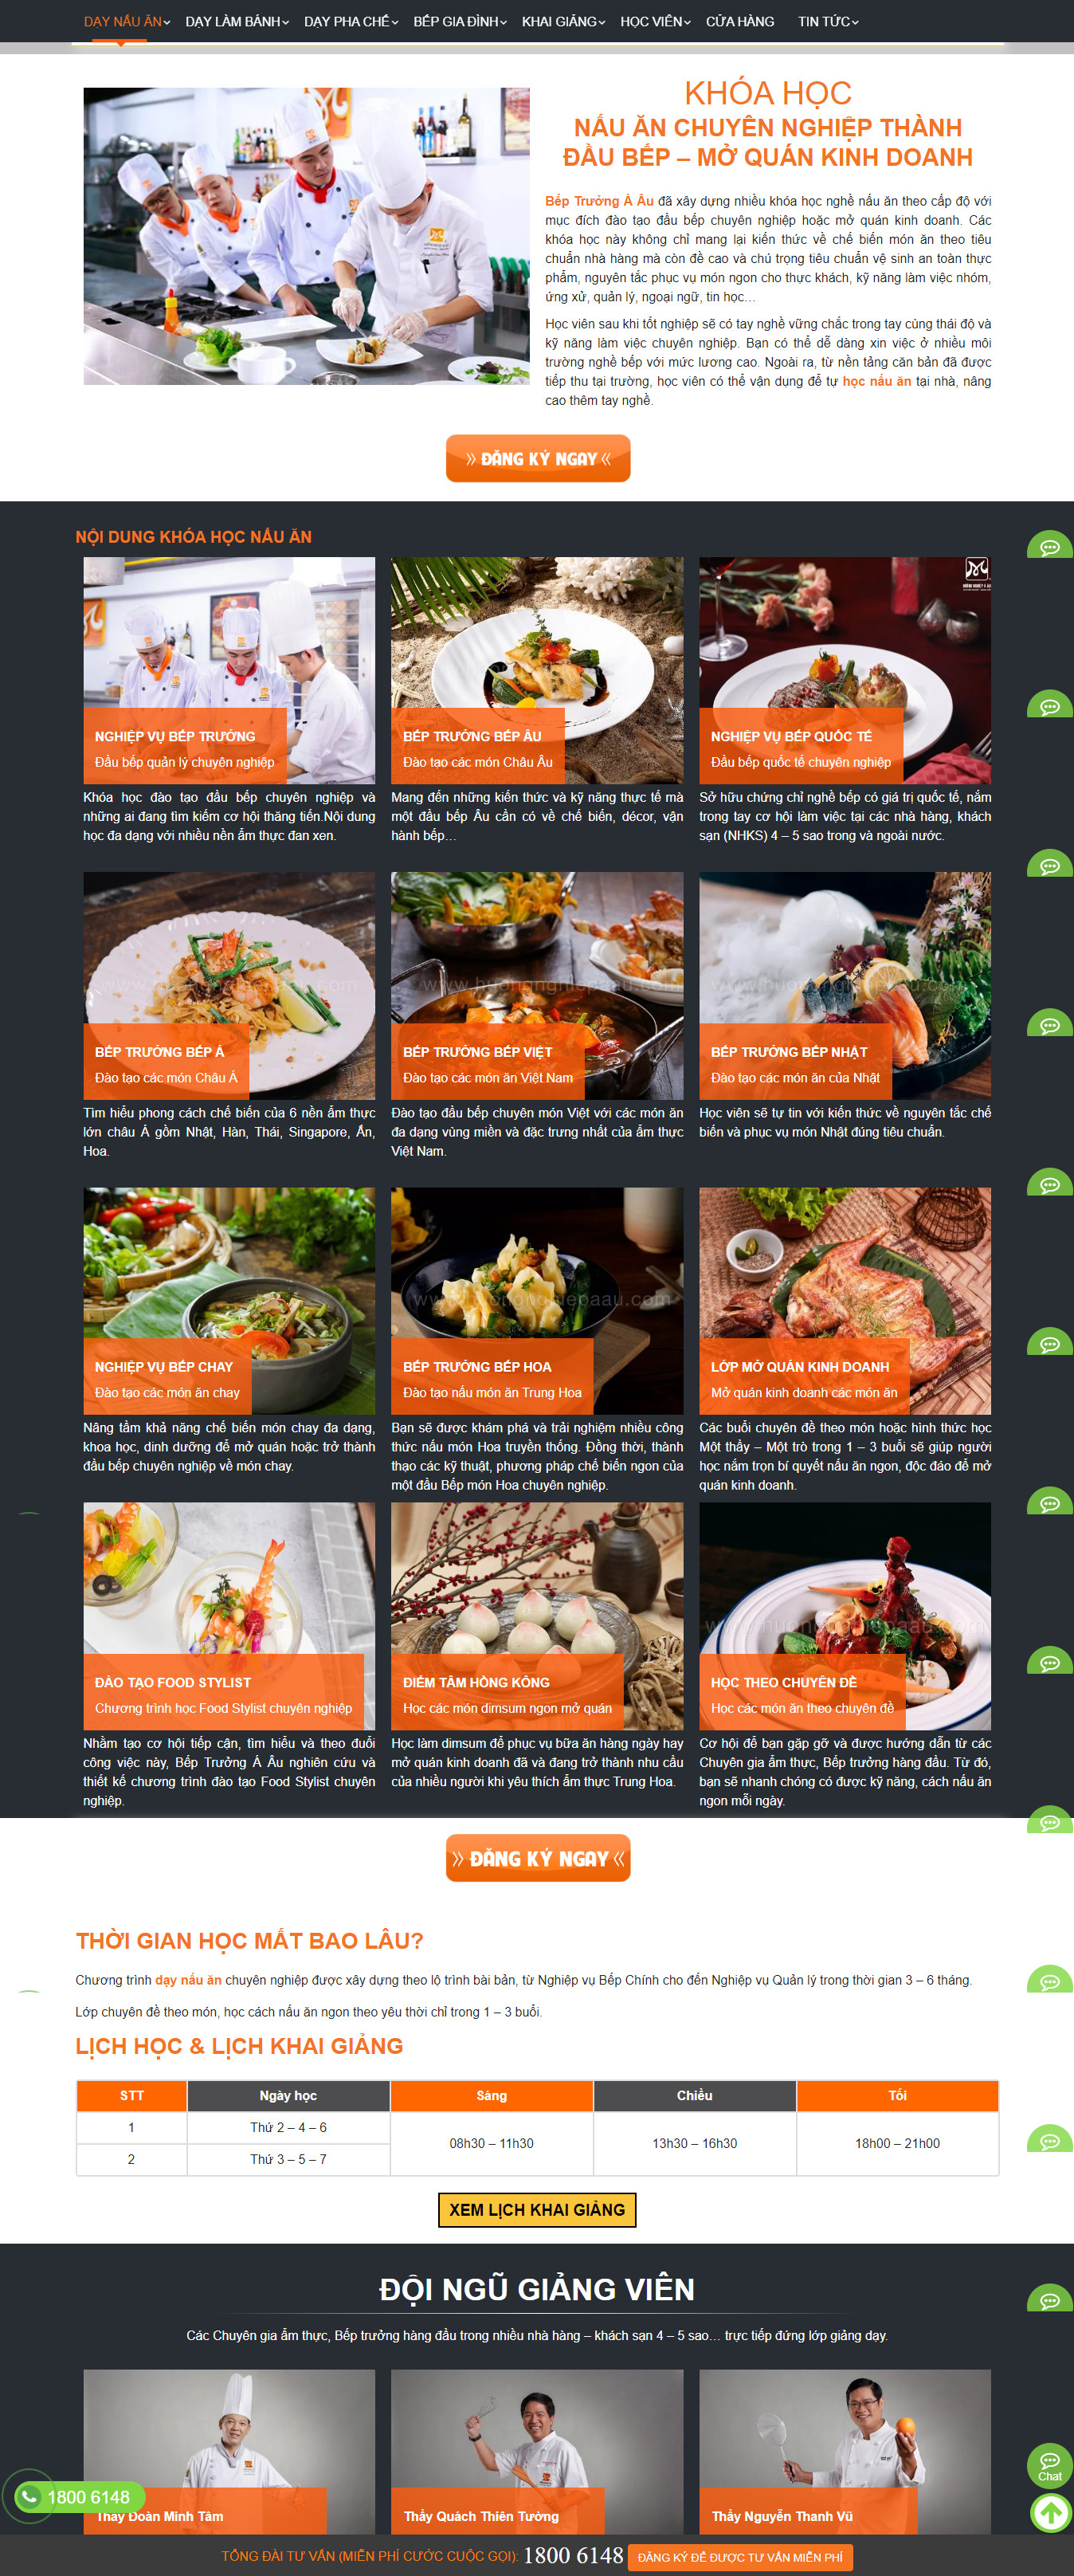 DẠY NẤU ĂN DẠY LÀM BÁNH DẠY PHA CHẾ BẾP GIA ĐÌNH KHAI GIẢNG HỌC VIÊN CỬA HÀNG TIN TỨC
KHÓA HỌC
NẤU ĂN CHUYÊN NGHIỆP THÀNH
ĐẦU BẾP – MỞ QUÁN KINH DOANH
Bếp Trưởng Á Âu đã xây dựng nhiều khóa học nghề nấu ăn theo cấp độ với
mục đích đào tạo đầu bếp chuyên nghiệp hoặc mở quán kinh doanh. Các
khóa học này không chỉ mang lại kiến thức về chế biến món ăn theo tiêu
chuẩn nhà hàng mà còn đề cao và chú trọng tiêu chuẩn vệ sinh an toàn thực
phẩm, nguyên tắc phục vụ món ngon cho thực khách, kỹ năng làm việc nhóm,
ứng xử, quản lý, ngoại ngữ, tin học…
Học viên sau khi tốt nghiệp sẽ có tay nghề vững chắc trong tay cùng thái độ và
kỹ năng làm việc chuyên nghiệp. Bạn có thể dễ dàng xin việc ở nhiều môi
trường nghề bếp với mức lương cao. Ngoài ra, từ nền tảng căn bản đã được
tiếp thu tại trường, học viên có thể vận dụng để tự học nấu ăn tại nhà, nâng
cao thêm tay nghề.
ĐĂNG KÝ NGAY
NỘI DUNG KHÓA HỌC NẤU ĂN
NGHIỆP VỤ BẾP TRƯỞNG
Đầu bếp quản lý chuyên nghiệp
Khóa học đào tạo đầu bếp chuyên nghiệp và
những ai đang tìm kiếm cơ hội thăng tiến.Nội dung
học đa dạng với nhiều nền ẩm thực đan xen.
BẾP TRƯỞNG BẾP ÂU
Đào tạo các món Châu Âu
Mang đến những kiến thức và kỹ năng thực tế mà
một đầu bếp Âu cần có về chế biến, décor, vận
hành bếp…
NGHIỆP VỤ BẾP QUỐC TẾ
Đầu bếp quốc tế chuyên nghiệp
Sở hữu chứng chỉ nghề bếp có giá trị quốc tế, nắm
trong tay cơ hội làm việc tại các nhà hàng, khách
sạn (NHKS) 4 – 5 sao trong và ngoài nước.
www.huongnghiepaau.com
BẾP TRƯỞNG BẾP Á
Đào tạo các món Châu Á
Tìm hiểu phong cách chế biến của 6 nền ẩm thực
lớn châu Á gồm Nhật, Hàn, Thái, Singapore, Ấn,
Hoa.
BẾP TRƯỞNG BẾP VIỆT
Đào tạo các món ăn Việt Nam
Đào tạo đầu bếp chuyên món Việt với các món ăn
đa dạng vùng miền và đặc trưng nhất của ẩm thực
Việt Nam.
BẾP TRƯỞNG BẾP NHẬT
Đào tạo các món ăn của Nhật
Học viên sẽ tự tin với kiến thức về nguyên tắc chế
biến và phục vụ món Nhật đúng tiêu chuẩn.
NGHIỆP VỤ BẾP CHAY
Đào tạo các món ăn chay
Nâng tầm khả năng chế biến món chay đa dạng,
khoa học, dinh dưỡng để mở quán hoặc trở thành
đầu bếp chuyên nghiệp về món chay.
www.huongnghiepaau.com
BẾP TRƯỞNG BẾP HOA
Đào tạo nấu món ăn Trung Hoa
Bạn sẽ được khám phá và trải nghiệm nhiều công
thức nấu món Hoa truyền thống. Đồng thời, thành
thạo các kỹ thuật, phương pháp chế biến ngon của
một đầu Bếp món Hoa chuyên nghiệp.
LỚP MỞ QUÁN KINH DOANH
Mở quán kinh doanh các món ăn
Các buổi chuyên đề theo món hoặc hình thức học
Một thầy – Một trò trong 1 – 3 buổi sẽ giúp người
học nắm trọn bí quyết nấu ăn ngon, độc đáo để mở
quán kinh doanh.
ĐÀO TẠO FOOD STYLIST
Chương trình học Food Stylist chuyên nghiệp
Nhằm tạo cơ hội tiếp cận, tìm hiểu và theo đuổi
công việc này, Bếp Trưởng Á Âu nghiên cứu và
thiết kế chương trình đào tạo Food Stylist chuyên
nghiệp.
ĐIỂM TÂM HỒNG KÔNG
Học các món dimsum ngon mở quán
Học làm dimsum để phục vụ bữa ăn hàng ngày hay
mở quán kinh doanh đã và đang trở thành nhu cầu
của nhiều người khi yêu thích ẩm thực Trung Hoa.
HỌC THEO CHUYÊN ĐỀ
Học các món ăn theo chuyên đề
Cơ hội để bạn gặp gỡ và được hướng dẫn từ các
Chuyên gia ẩm thực, Bếp trưởng hàng đầu. Từ đó,
bạn sẽ nhanh chóng có được kỹ năng, cách nấu ăn
ngon mỗi ngày.
ĐĂNG KÝ NGAY
THỜI GIAN HỌC MẤT BAO LÂU?
Chương trình dạy nấu ăn chuyên nghiệp được xây dựng theo lộ trình bài bản, từ Nghiệp vụ Bếp Chính cho đến Nghiệp vụ Quản lý trong thời gian 3 – 6 tháng.
Lớp chuyên đề theo món, học cách nấu ăn ngon theo yêu thời chỉ trong 1 – 3 buổi.
LỊCH HỌC & LỊCH KHAI GIẢNG
STT Ngày học Sáng Chiều Tối
1 Thứ 2 – 4 – 6
08h30 – 11h30 13h30 – 16h30 18h00 – 21h00
2 Thứ 3 – 5 – 7
XEM LỊCH KHAI GIẢNG
ĐỘI NGŨ GIẢNG VIÊN
Các Chuyên gia ẩm thực, Bếp trưởng hàng đầu trong nhiều nhà hàng – khách sạn 4 – 5 sao… trực tiếp đứng lớp giảng dạy.
Chat
1800 6148
Thầy Đoàn Minh Tâm
Thầy Quách Thiên Tường
Thầy Nguyễn Thanh Vũ
TỔNG ĐÀI TƯ VẤN (MIỄN PHÍ CƯỚC CUỘC GỌI): 1800 6148 ĐĂNG KÝ ĐỂ ĐƯỢC TƯ VẤN MIỄN PHÍ